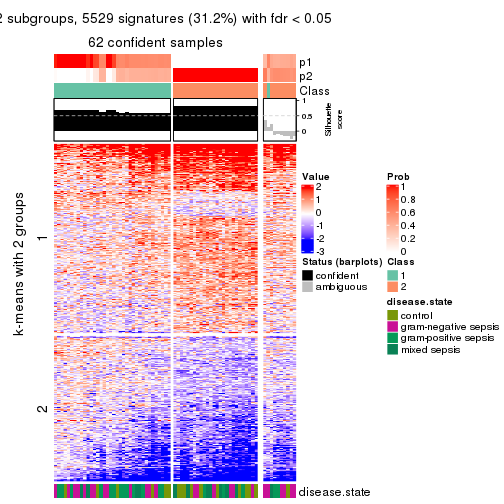 2 subgroups, 5529 signatures (31.2%) with fdr < 0.05
62 confident samples
p1
p2
Class
1
0.5
0
Silhouette
score
k-means with 2 groups
1
2
Value
2
1
0
-1
-2
-3
Prob
1
0.8
0.6
0.4
0.2
0
Status (barplots)
confident
ambiguous
Class
1
2
disease.state
control
gram-negative sepsis
gram-positive sepsis
mixed sepsis
disease.state